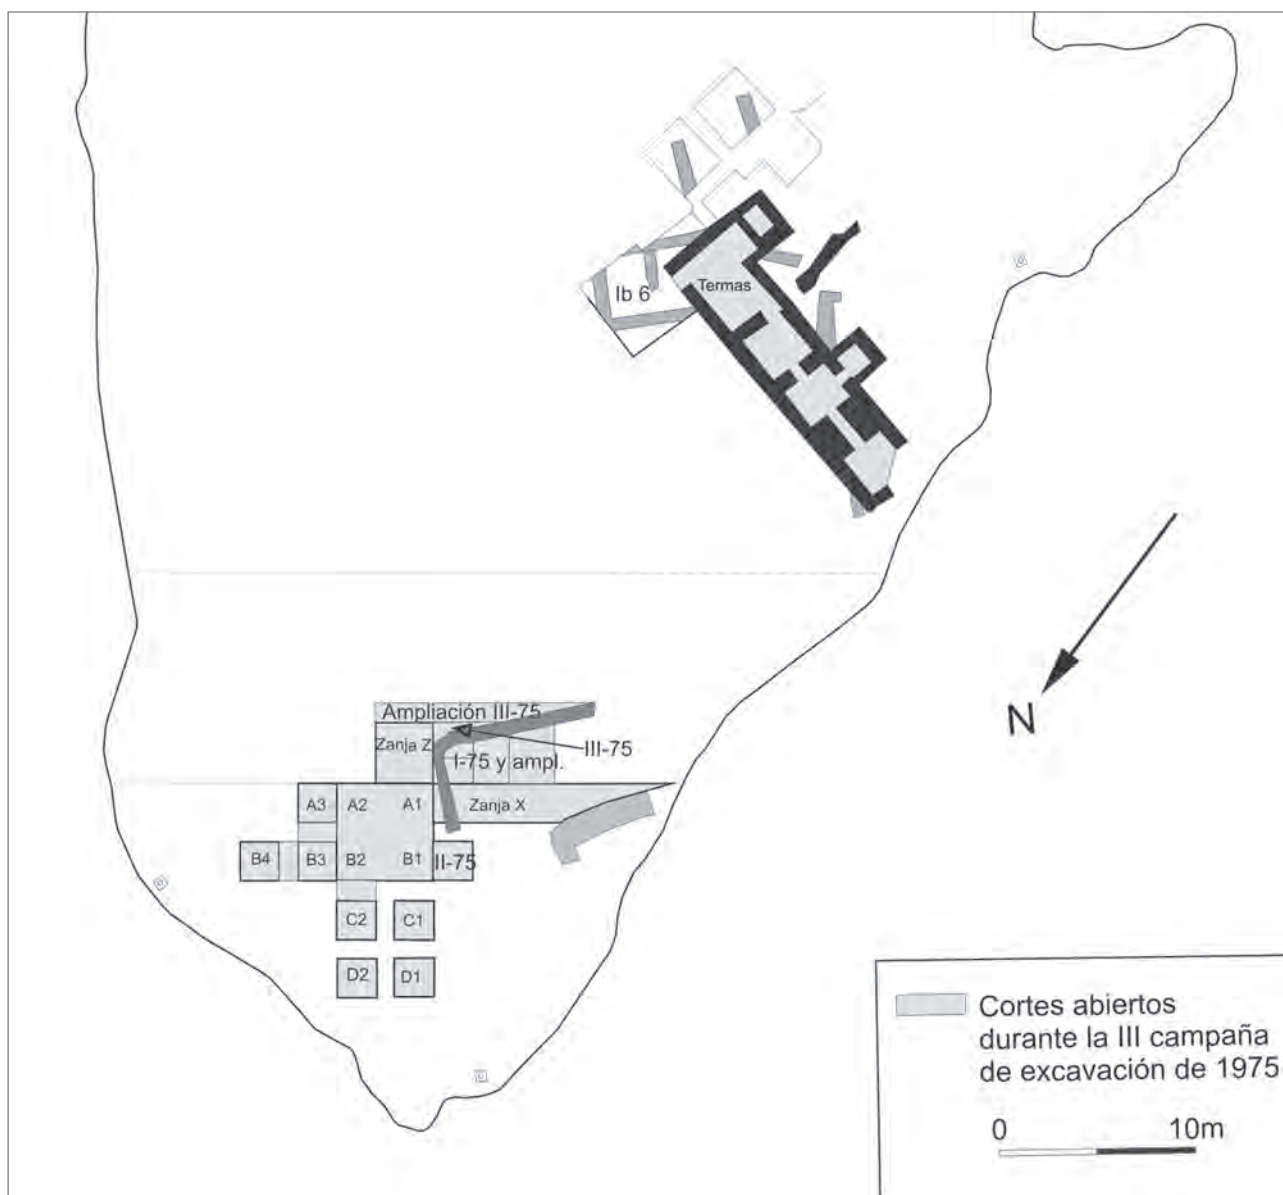 Ib 6
Termas
N
Ampliación III-75
Zanja Z
III-75
I-75 y ampl.
A3
A2
A1
Zanja X
B4
B3
B2
B1
II-75
C2
C1
D2
D1
Cortes abiertos
durante la III campaña
de excavación de 1975
0
10m